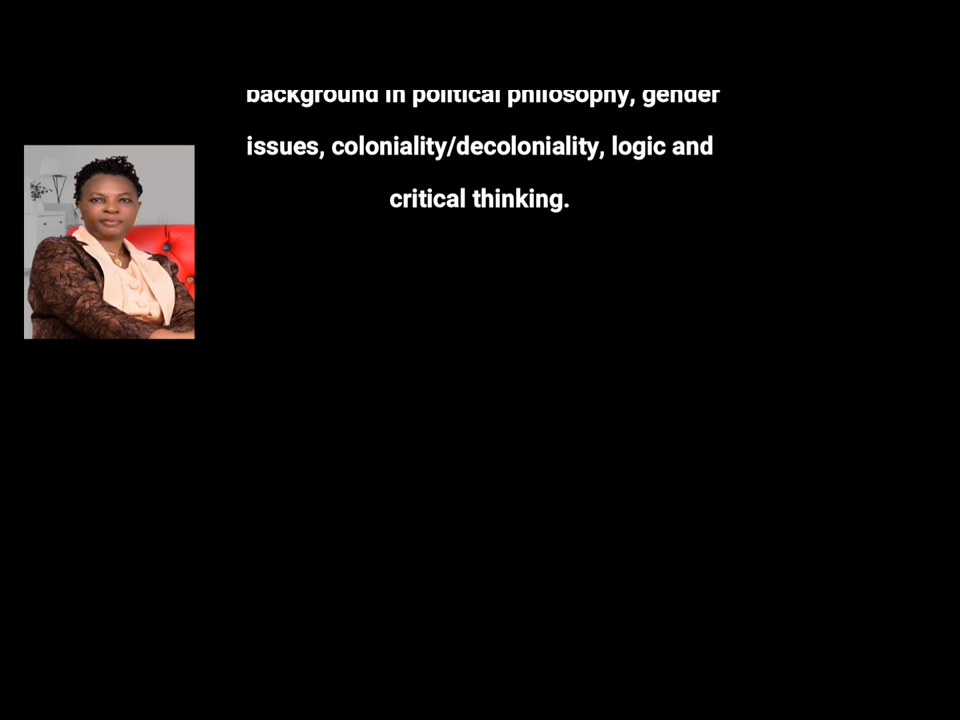 background in political philosophy, gender
issues, coloniality/decoloniality, logic and
critical thinking.